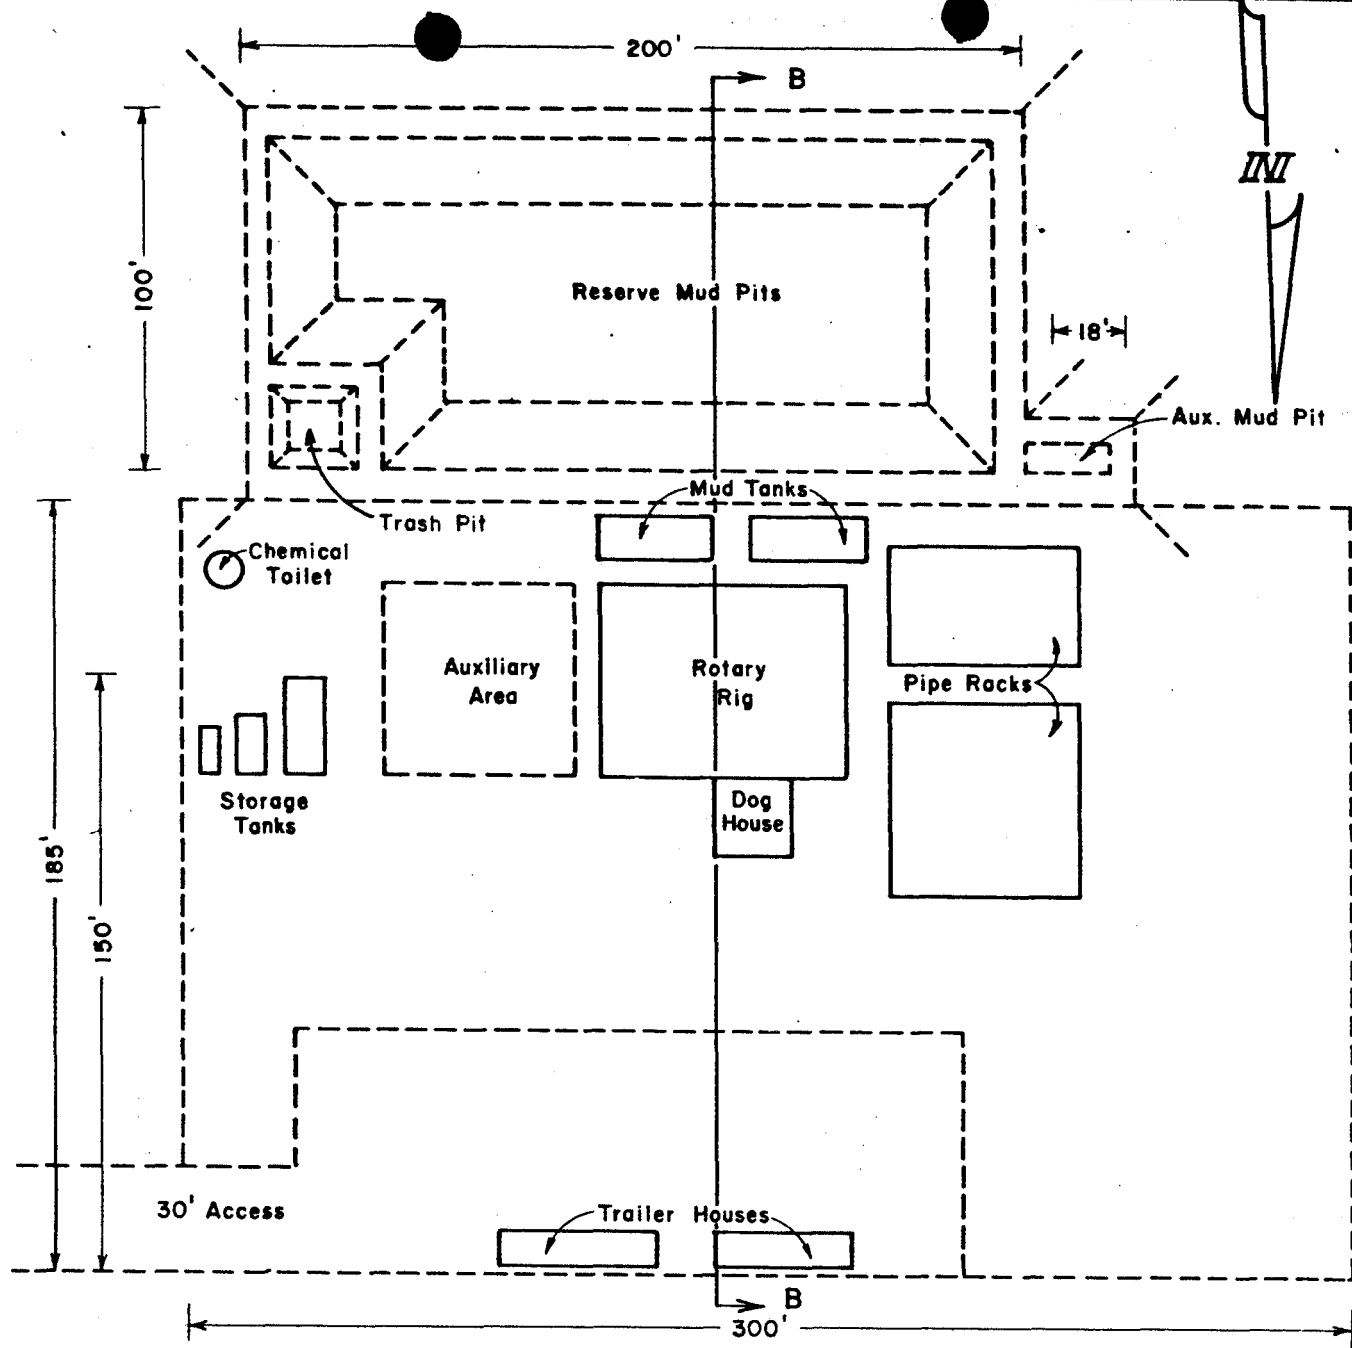 200'
B
N
100'
Reserve Mud Pits
18'
Aux. Mud Pit
Mud Tanks
Trash Pit
Chemical
Toilet
Auxiliary
Area
Rotary
Rig
Pipe Racks
Storage
Tanks
Dog
House
185'
150'
30' Access
Trailer Houses
B
300'